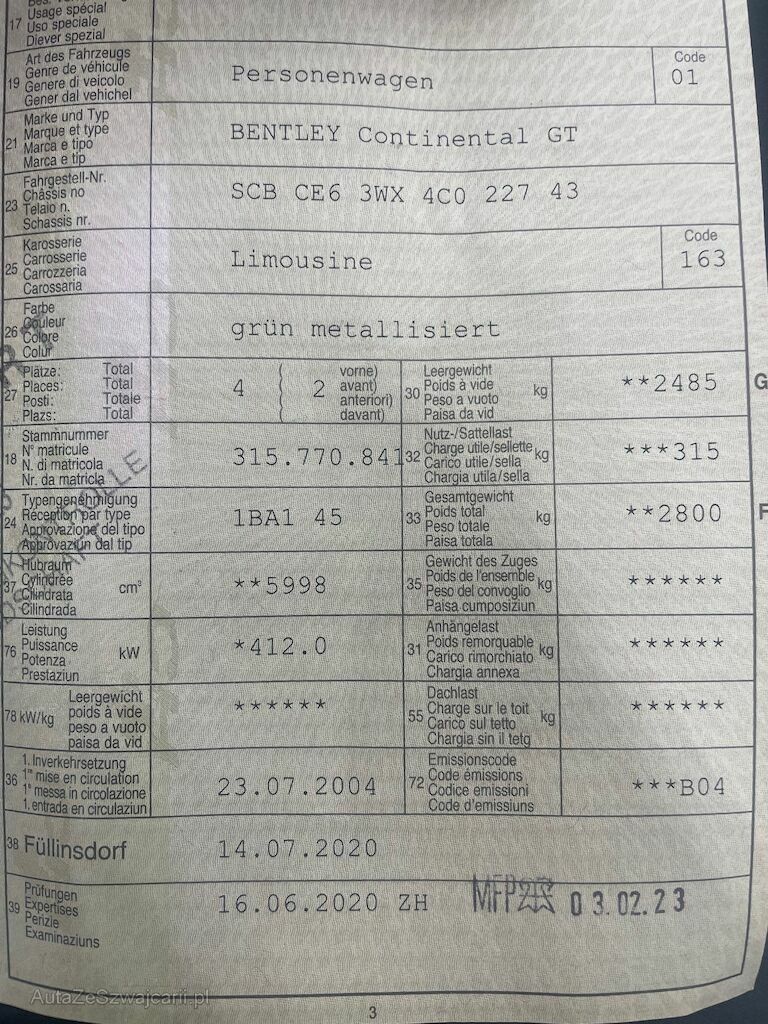 17 Usage spécial
Uso speciale
Diever spezial
19 Art des Fahrzeugs
Genre de véhicule
Genere di veicolo
Gener dal vehichel
Personenwagen
Code
01
21 Marke und Typ
Marque et type
Marca e tipo
Marca e tip
BENTLEY Continental GT
23 Fahrgestell-Nr.
Châssis no
Telaio n.
Schassis nr.
SCB CE6 3WX 4C0 227 43
25 Karosserie
Carrosserie
Carrozzeria
Carossaria
Limousine
Code
163
26 Farbe
Couleur
Colore
Colur
grün metallisiert
27 Plätze: Total
Places: Total
Posti: Totale
Plazs: Total
4 ( 2 vorne)
avant)
anteriori)
davant)
30 Leergewicht
Poids à vide
Peso a vuoto
Paisa da vid
kg
**2485
G
18 Stammnummer
N° matricule
N. di matricola
Nr. da matricla
315.770.841
32 Nutz-/Sattellast
Charge utile/sellette
Carico utile/sella
Chargia utila/sella
kg
***315
24 Typengenehmigung
Réception par type
Approvazione del tipo
Approvaziun dal tip
1BA1 45
33 Gesamtgewicht
Poids total
Peso totale
Paisa totala
kg
**2800
F
37 Hubraum
Cylindrée
Cilindrata
Cilindrada
cm³
**5998
35 Gewicht des Zuges
Poids de l'ensemble
Peso del convoglio
Paisa cumposiziun
kg
******
76 Leistung
Puissance
Potenza
Prestaziun
kW
*412.0
31 Anhängelast
Poids remorquable
Carico rimorchiato
Chargia annexa
kg
******
78 kW/kg Leergewicht
poids à vide
peso a vuoto
paisa da vid
******
55 Dachlast
Charge sur le toit
Carico sul tetto
Chargia sin il tetg
kg
******
36 1. Inverkehrsetzung
1re mise en circulation
1a messa in circolazione
1. entrada en circulaziun
23.07.2004
72 Emissionscode
Code émissions
Codice emissioni
Code d'emissiuns
***B04
38 Füllinsdorf
14.07.2020
39 Prüfungen
Expertises
Perizie
Examinaziuns
16.06.2020 ZH
MFP
03.02.23
AutaZeSzwajcarii.pl
3